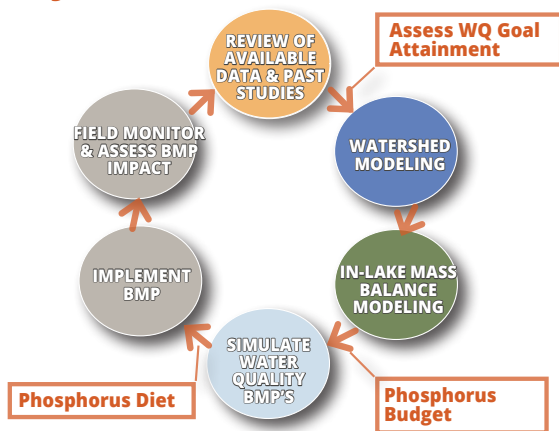 REVIEW OF
AVAILABLE
DATA & PAST
STUDIES
Assess WQ Goal
Attainment
WATERSHED
MODELING
IN-LAKE MASS
BALANCE
MODELING
Phosphorus
Budget
SIMULATE
WATER
QUALITY
BMP'S
Phosphorus Diet
IMPLEMENT
BMP
FIELD MONITOR
& ASSESS BMP
IMPACT